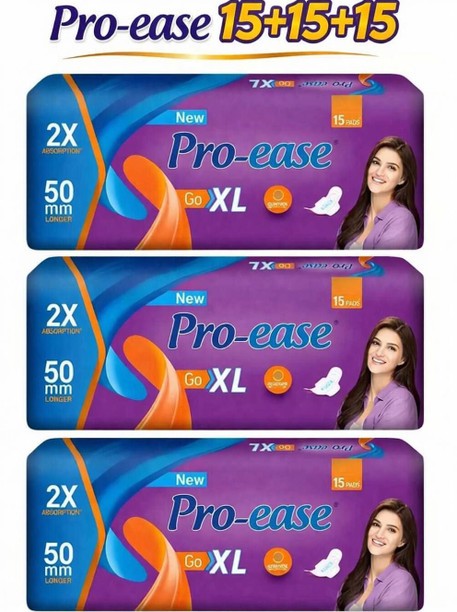 Pro-ease 15+15+15
New
15 PADS
2X
ABSORPTION*
Pro-ease
50
mm
LONGER
Go XL
New
15 PADS
2X
ABSORPTION*
Pro-ease
50
mm
LONGER
Go XL
New
15 PADS
2X
ABSORPTION*
Pro-ease
50
mm
LONGER
Go XL